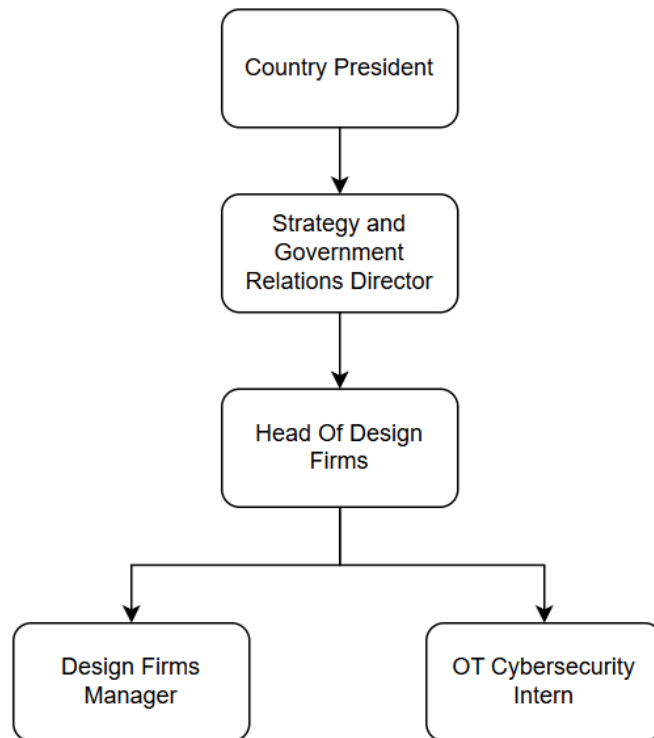 Country President
Strategy and
Government
Relations Director
Head Of Design
Firms
Design Firms
Manager
OT Cybersecurity
Intern